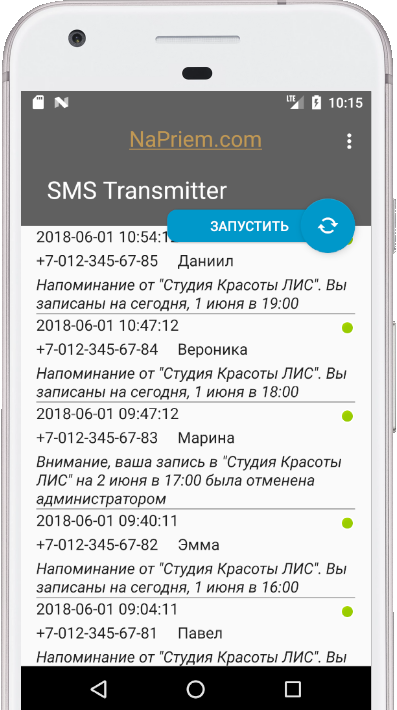 LTE 10:15
NaPriem.com
SMS Transmitter
ЗАПУСТИТЬ
2018-06-01 10:54:12
+7-012-345-67-85 Даниил
Напоминание от "Студия Красоты ЛИС". Вы
записаны на сегодня, 1 июня в 19:00
2018-06-01 10:47:12
+7-012-345-67-84 Вероника
Напоминание от "Студия Красоты ЛИС". Вы
записаны на сегодня, 1 июня в 18:00
2018-06-01 09:47:12
+7-012-345-67-83 Марина
Внимание, ваша запись в "Студия Красоты
ЛИС" на 2 июня в 17:00 была отменена
администратором
2018-06-01 09:40:11
+7-012-345-67-82 Эмма
Напоминание от "Студия Красоты ЛИС". Вы
записаны на сегодня, 1 июня в 16:00
2018-06-01 09:04:11
+7-012-345-67-81 Павел
Напоминание от "Студия Красоты ЛИС". Вы